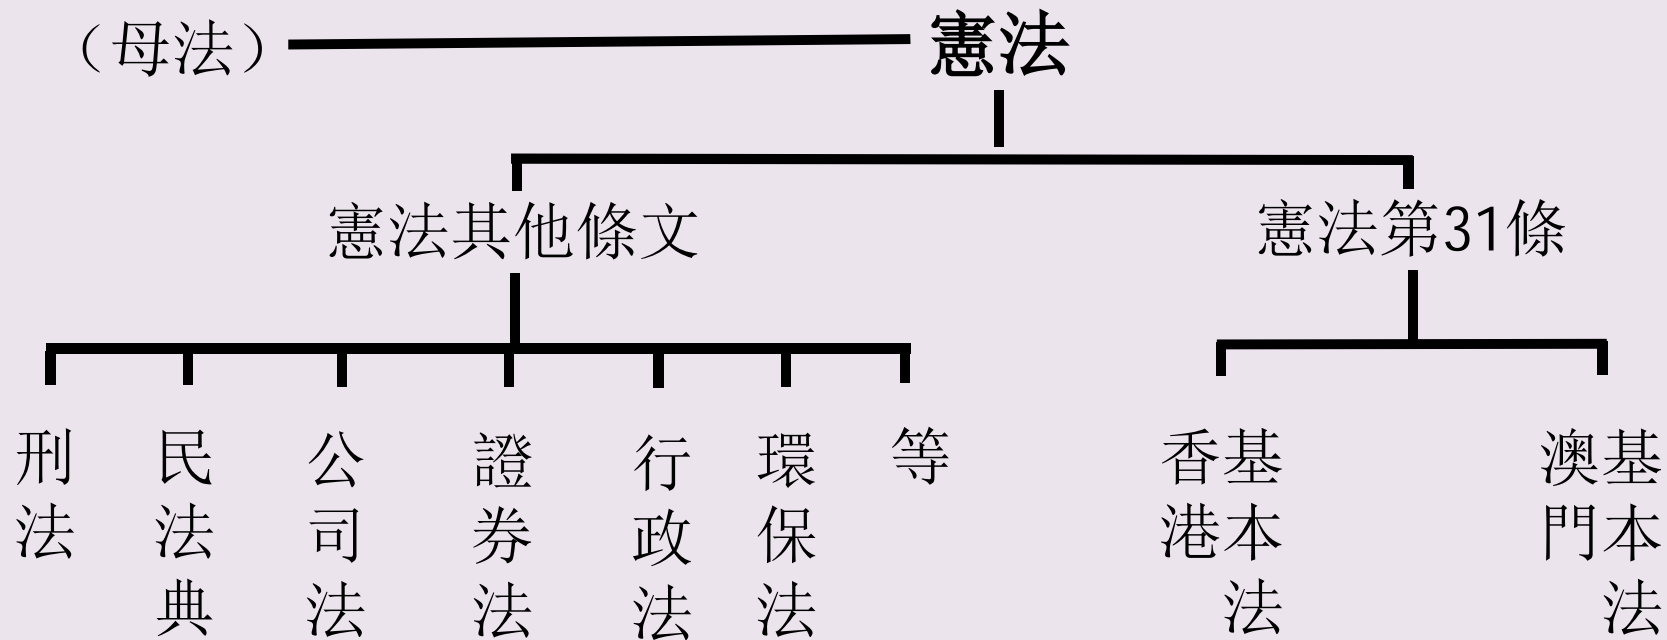 （母法） 憲法
憲法其他條文
憲法第31條
刑法
民法典
公司法
證券法
行政法
環保法
等
香港基本法
澳門基本法